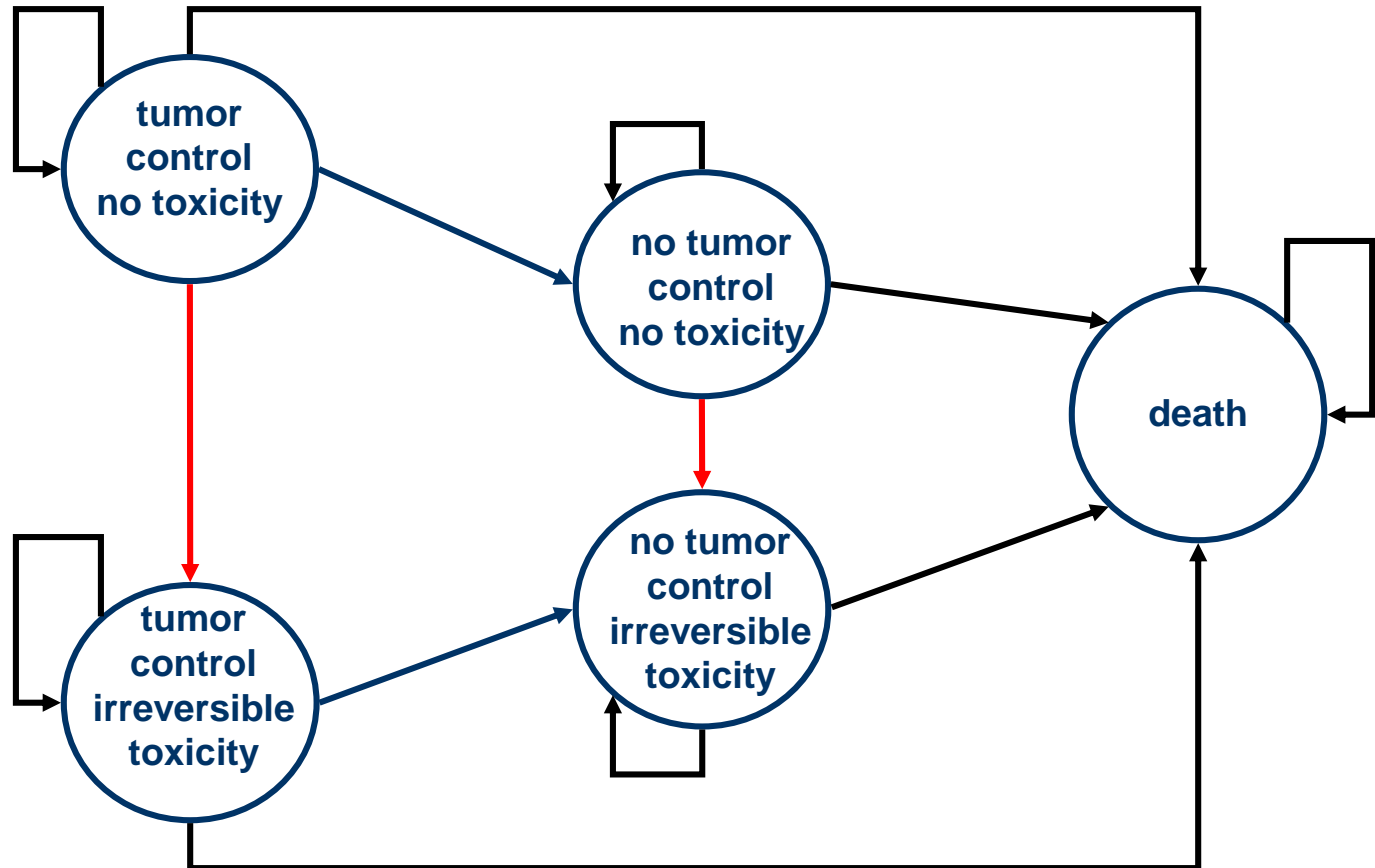 tumor
control
no toxicity
no tumor
control
no toxicity
death
tumor
control
irreversible
toxicity
no tumor
control
irreversible
toxicity